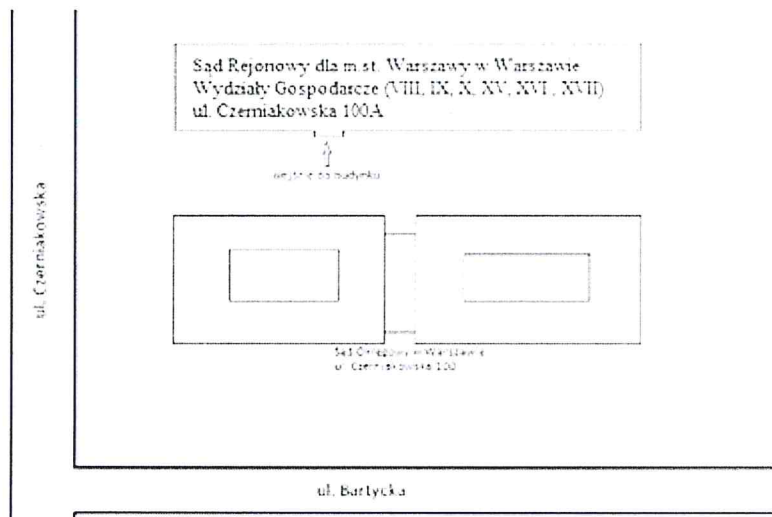 Sąd Rejonowy dla m.st. Warszawy w Warszawie
Wydziały Gospodarcze (VIII, IX, X, XV, XVI, XVII)
ul. Czerniakowska 100A
wejście do budynku
ul. Czerniakowska
Sąd Okręgowy w Warszawie
ul. Czerniakowska 100
ul. Bartycka